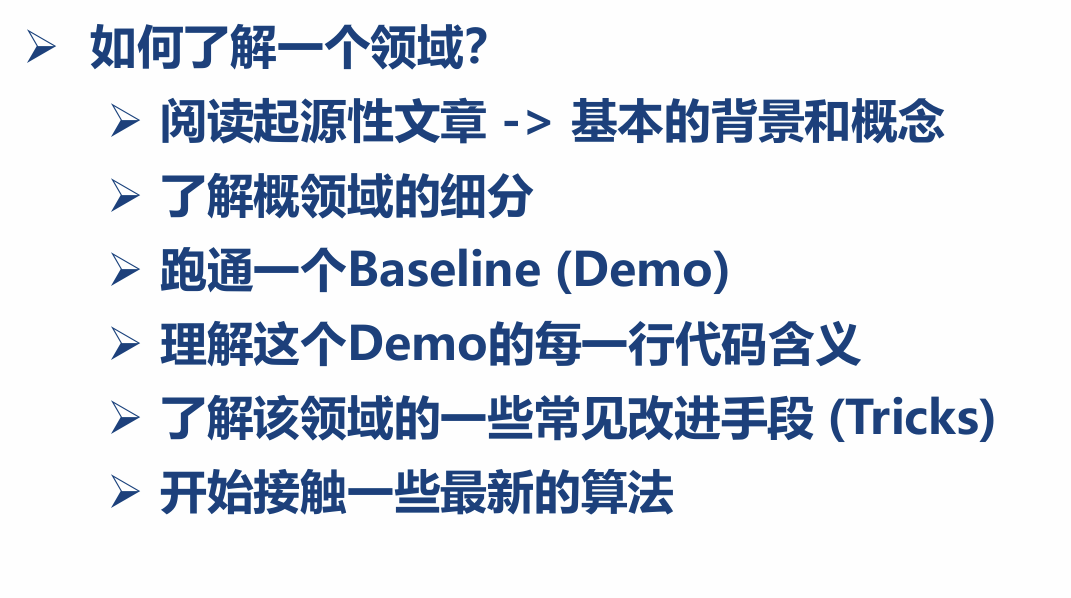 ➢ 如何了解一个领域？
➢ 阅读起源性文章 -> 基本的背景和概念
➢ 了解概领域的细分
➢ 跑通一个Baseline (Demo)
➢ 理解这个Demo的每一行代码含义
➢ 了解该领域的一些常见改进手段 (Tricks)
➢ 开始接触一些最新的算法